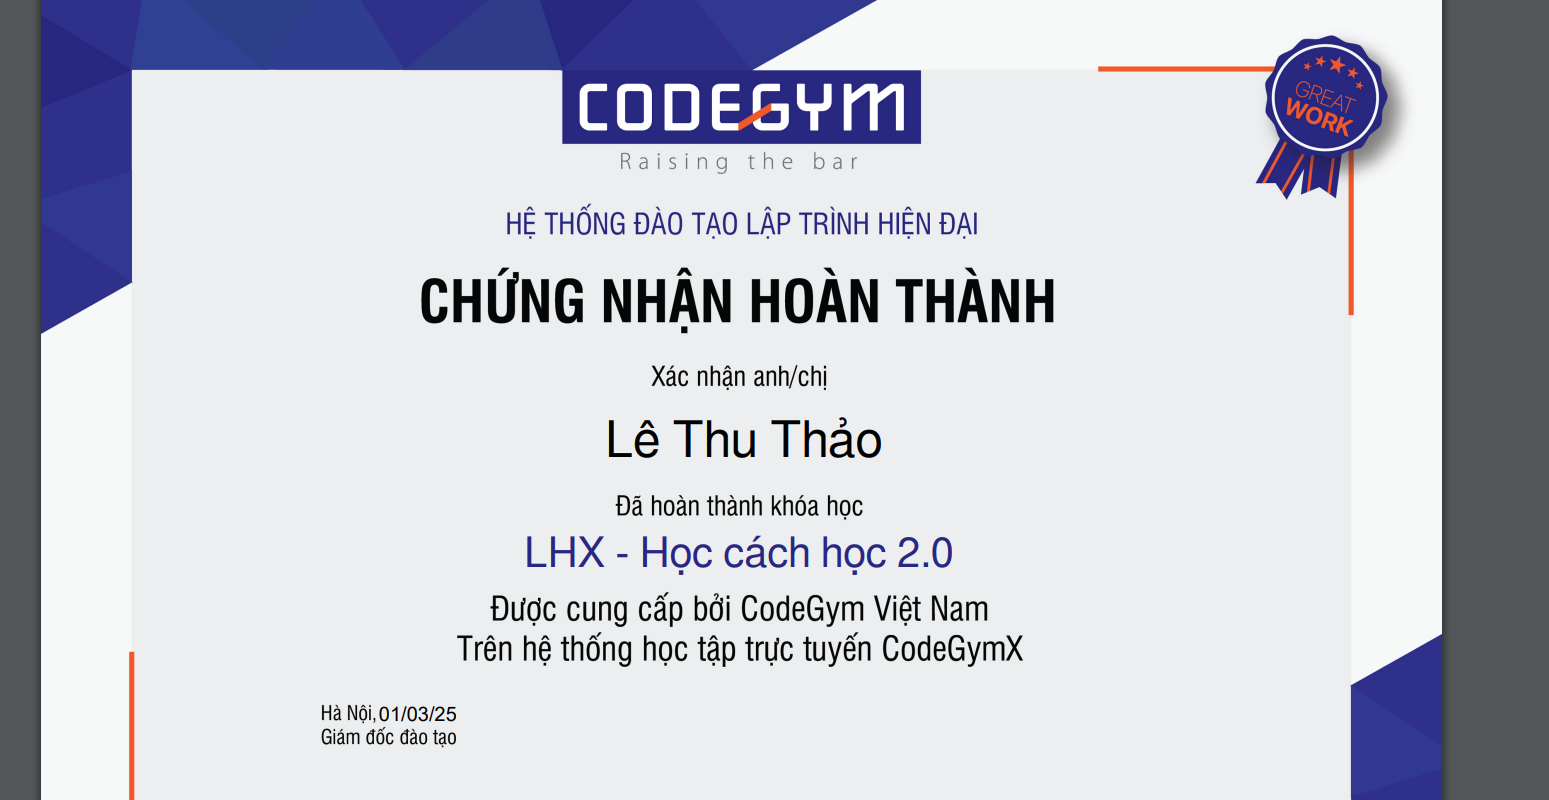 CODEGYM
Raising the bar
GREAT
WORK
HỆ THỐNG ĐÀO TẠO LẬP TRÌNH HIỆN ĐẠI
CHỨNG NHẬN HOÀN THÀNH
Xác nhận anh/chị
Lê Thu Thảo
Đã hoàn thành khóa học
LHX - Học cách học 2.0
Được cung cấp bởi CodeGym Việt Nam
Trên hệ thống học tập trực tuyến CodeGymX
Hà Nội, 01/03/25
Giám đốc đào tạo